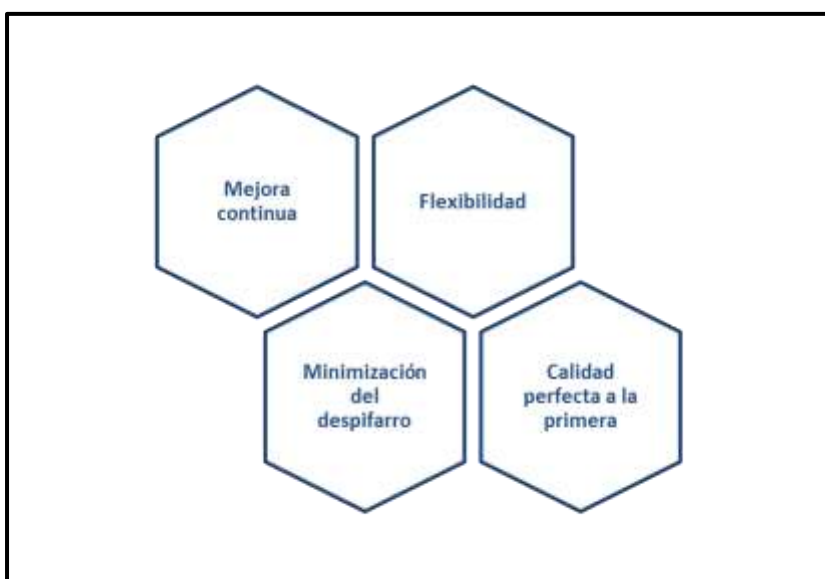 Mejora
continua
Flexibilidad
Minimización
del
despifarro
Calidad
perfecta a la
primera